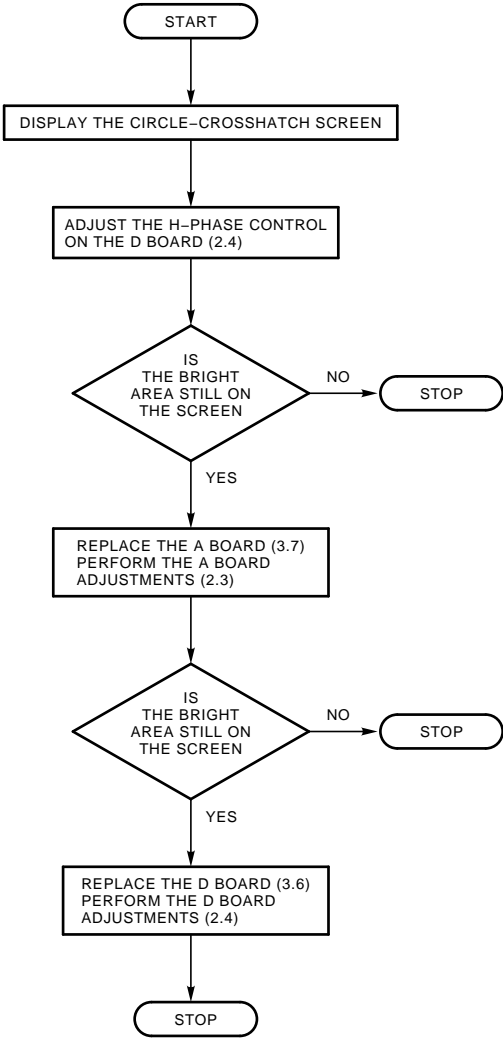 START
DISPLAY THE CIRCLE–CROSSHATCH SCREEN
ADJUST THE H–PHASE CONTROL
ON THE D BOARD (2.4)
IS
THE BRIGHT
AREA STILL ON
THE SCREEN
NO
STOP
YES
REPLACE THE A BOARD (3.7)
PERFORM THE A BOARD
ADJUSTMENTS (2.3)
IS
THE BRIGHT
AREA STILL ON
THE SCREEN
NO
STOP
YES
REPLACE THE D BOARD (3.6)
PERFORM THE D BOARD
ADJUSTMENTS (2.4)
STOP